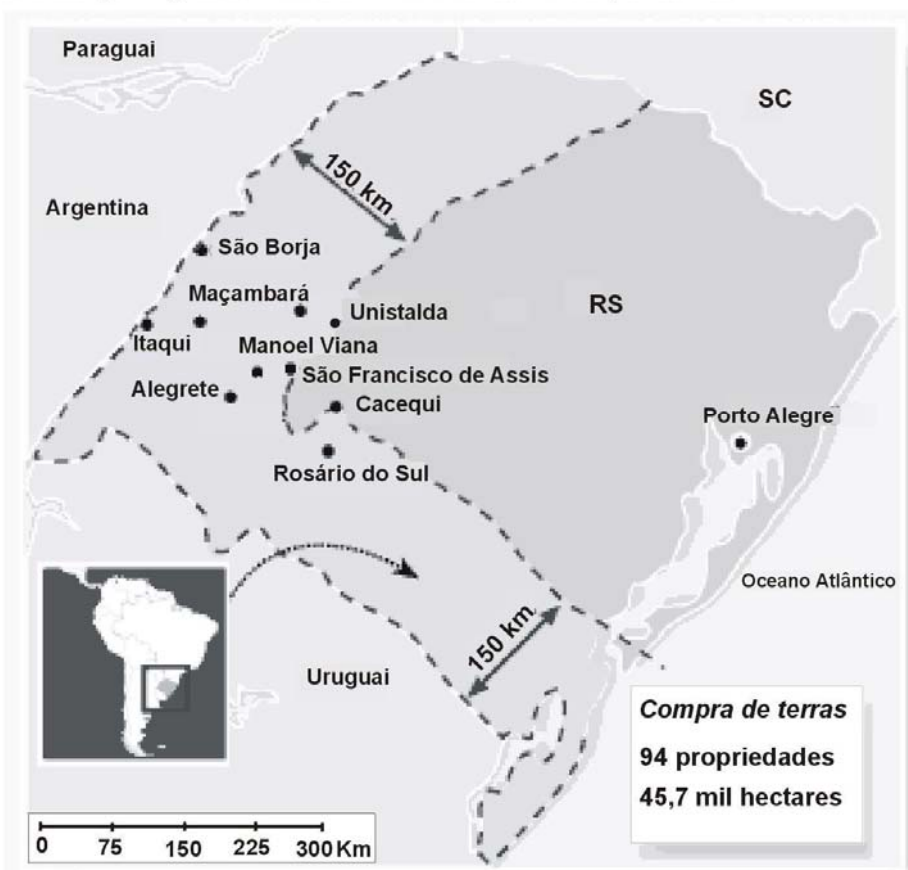 Paraguai
SC
150 km
Argentina
São Borja
Maçambará
Unistalda
RS
Itaqui
Manoel Viana
São Francisco de Assis
Alegrete
Cacequi
Porto Alegre
Rosário do Sul
Oceano Atlântico
150 km
Uruguai
Compra de terras
94 propriedades
45,7 mil hectares
0 75 150 225 300 Km